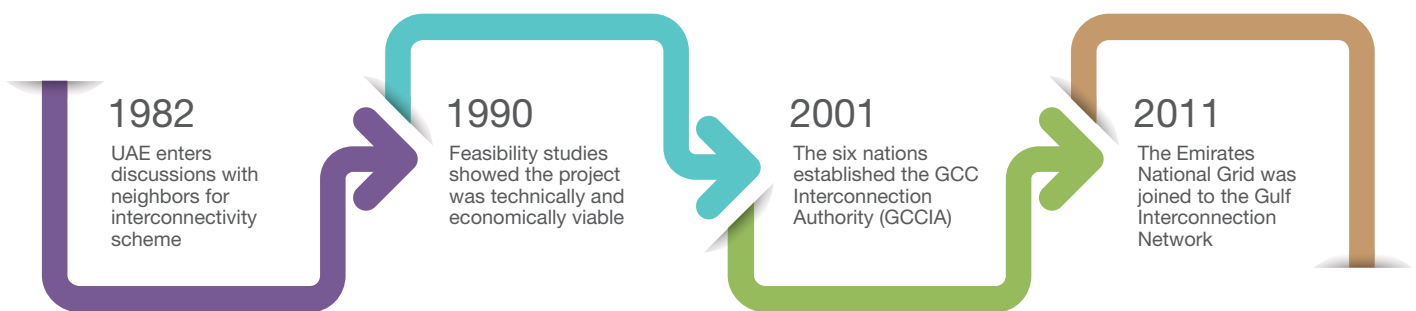 1982
UAE enters
discussions with
neighbors for
interconnectivity
scheme
1990
Feasibility studies
showed the project
was technically and
economically viable
2001
The six nations
established the GCC
Interconnection
Authority (GCCIA)
2011
The Emirates
National Grid was
joined to the Gulf
Interconnection
Network